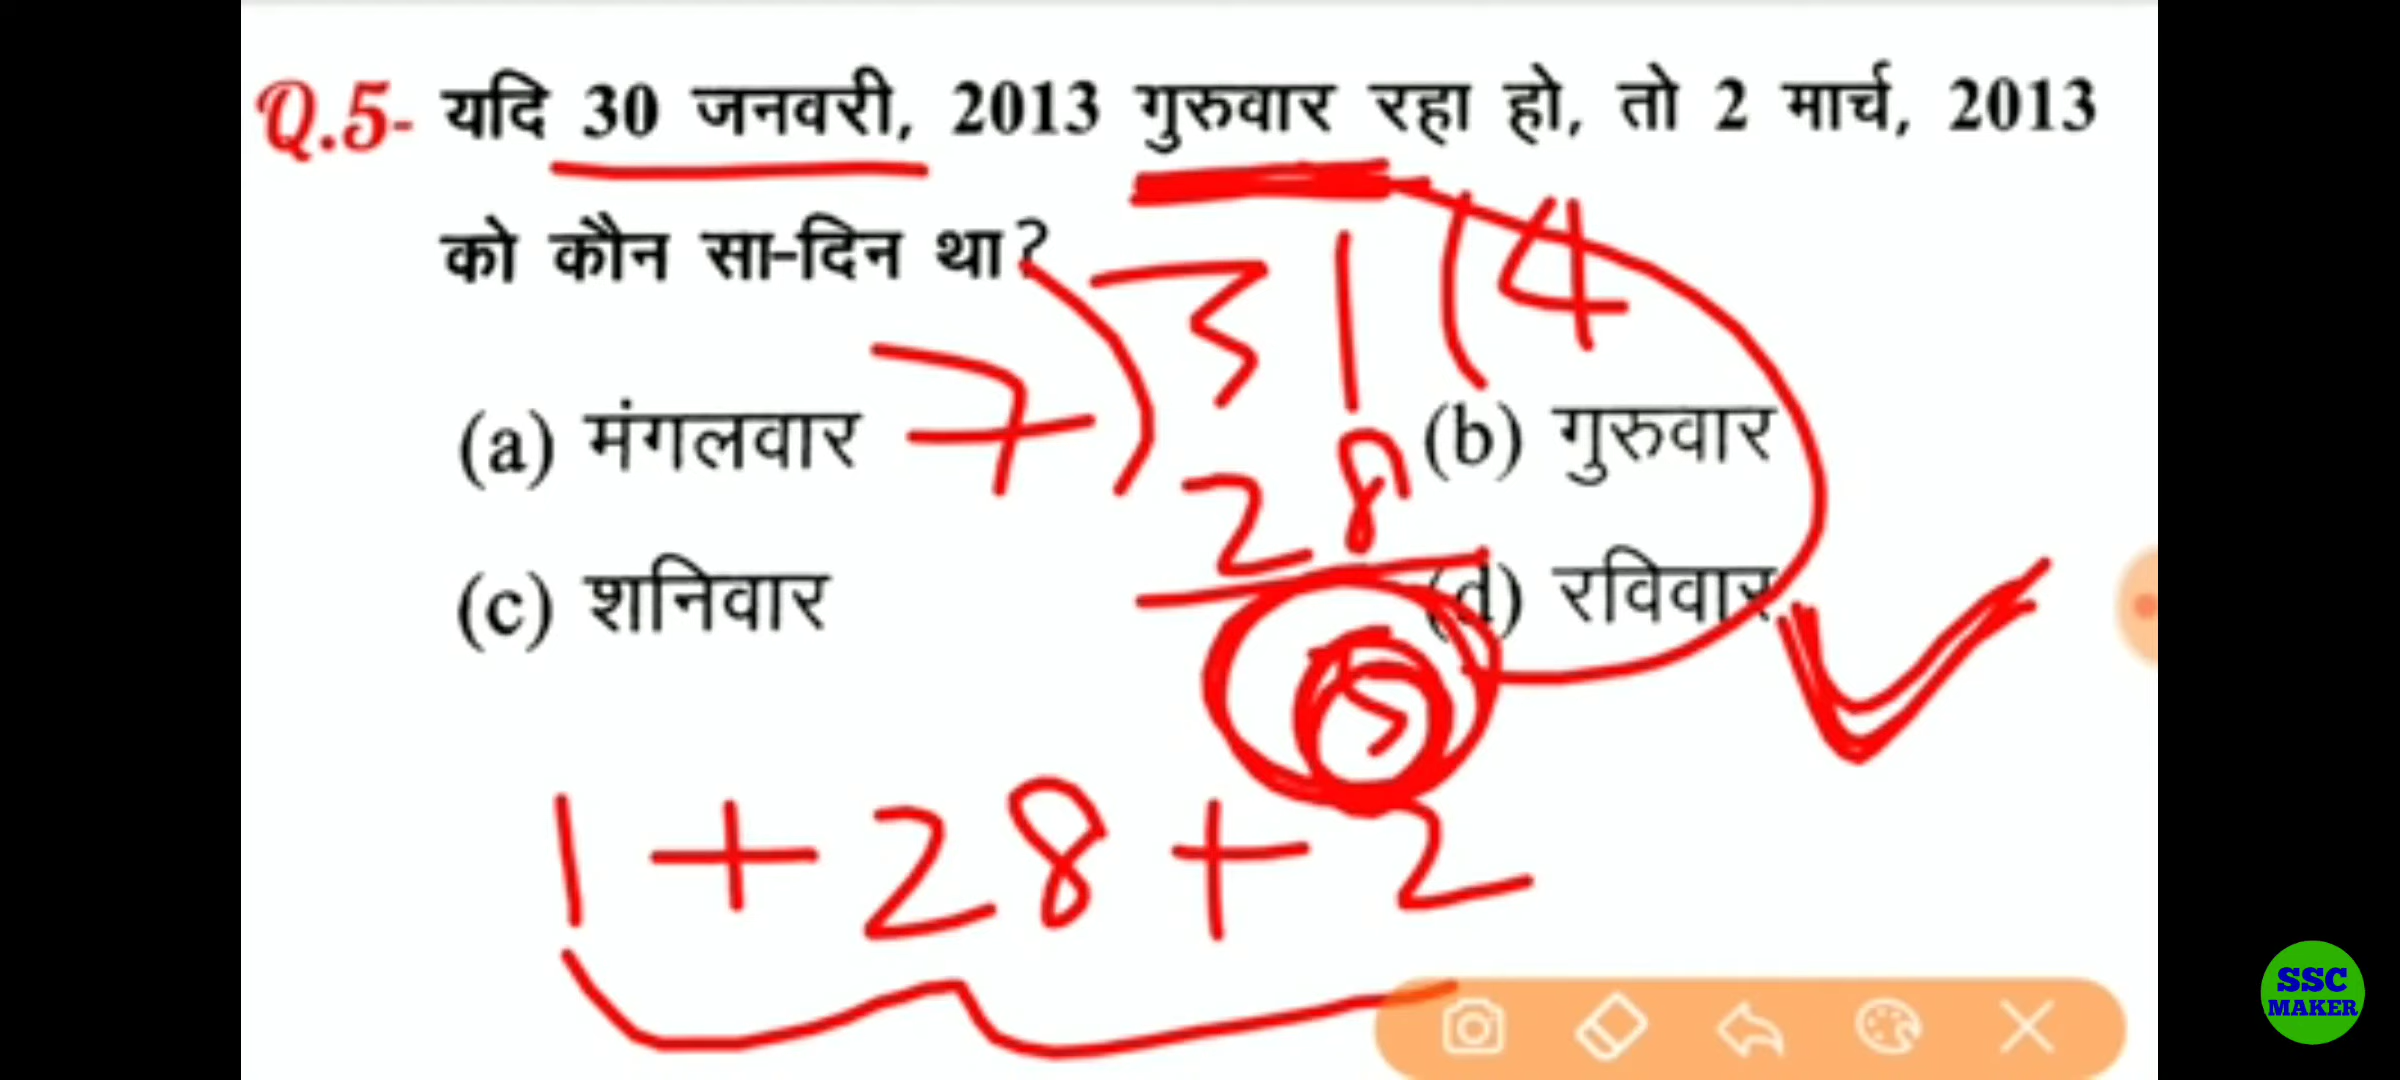 Q.5- यदि 30 जनवरी, 2013 गुरुवार रहा हो, तो 2 मार्च, 2013
को कौन सा-दिन था?
7) 31 (4
28
3
(a) मंगलवार (b) गुरुवार
(c) शनिवार (d) रविवार
1 + 28 + 2
SSC
MAKER